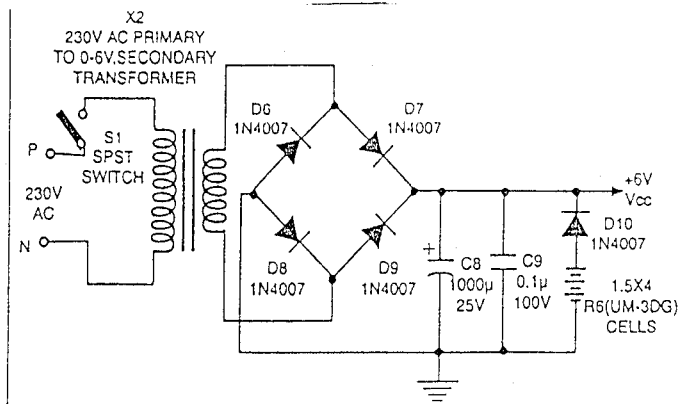 X2
230V AC PRIMARY
TO 0-6V,SECONDARY
TRANSFORMER
S1
SPST
SWITCH
P
230V
AC
N
D6
1N4007
D7
1N4007
D8
1N4007
D9
1N4007
+
C8
1000µ
25V
C9
0.1µ
100V
+6V
Vcc
D10
1N4007
1.5X4
R6(UM-3DG)
CELLS